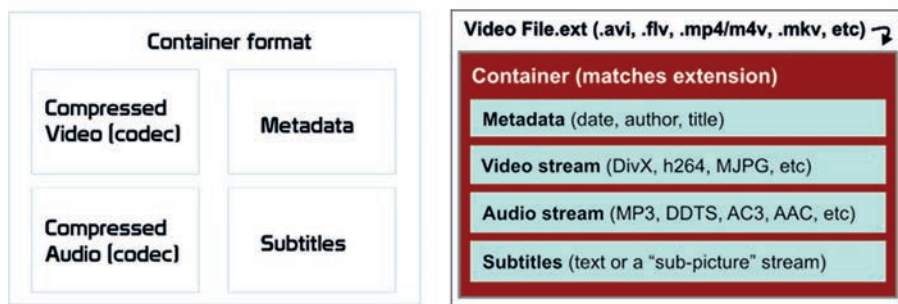 Container format
Compressed
Video (codec)
Metadata
Compressed
Audio (codec)
Subtitles
Video File.ext (.avi, .flv, .mp4/m4v, .mkv, etc)
Container (matches extension)
Metadata (date, author, title)
Video stream (DivX, h264, MJPG, etc)
Audio stream (MP3, DDTS, AC3, AAC, etc)
Subtitles (text or a “sub-picture” stream)